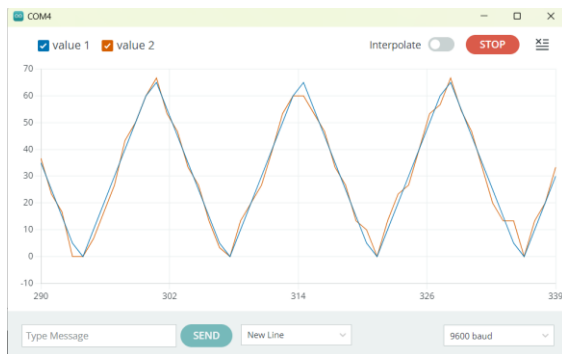 COM4
value 1 value 2 Interpolate STOP
70
60
50
40
30
20
10
0
-10
290 302 314 326 339
Type Message SEND New Line 9600 baud